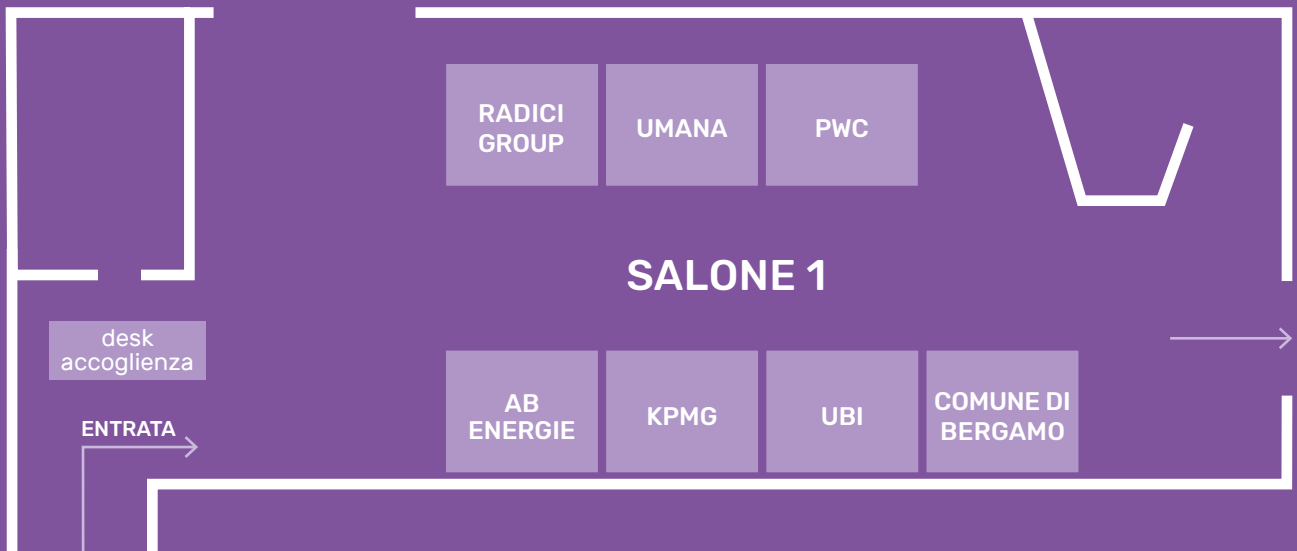 RADICI
GROUP
UMANA
PWC
SALONE 1
desk
accoglienza
ENTRATA
AB
ENERGIE
KPMG
UBI
COMUNE DI
BERGAMO